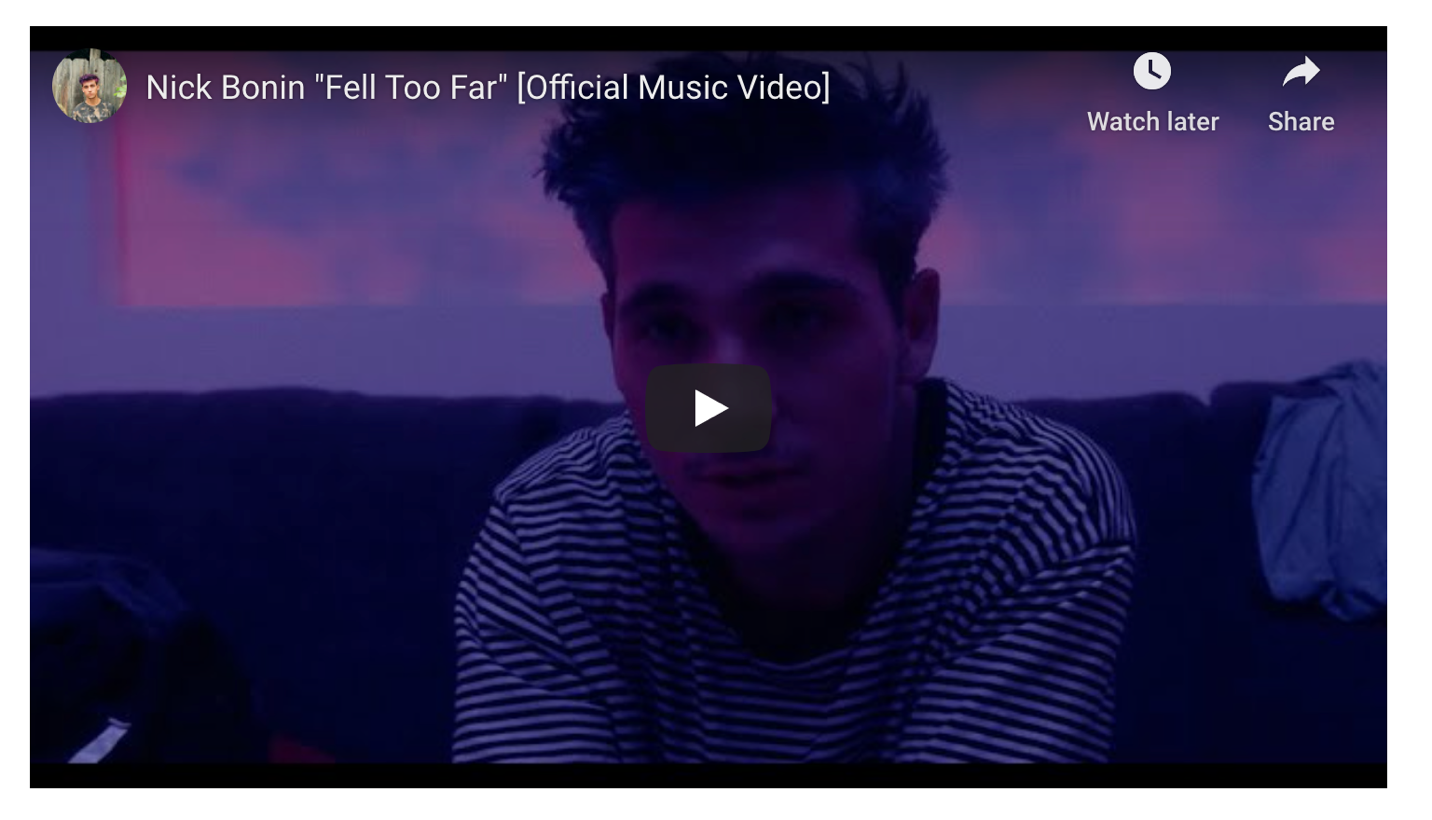 Nick Bonin "Fell Too Far" [Official Music Video]
Watch later
Share